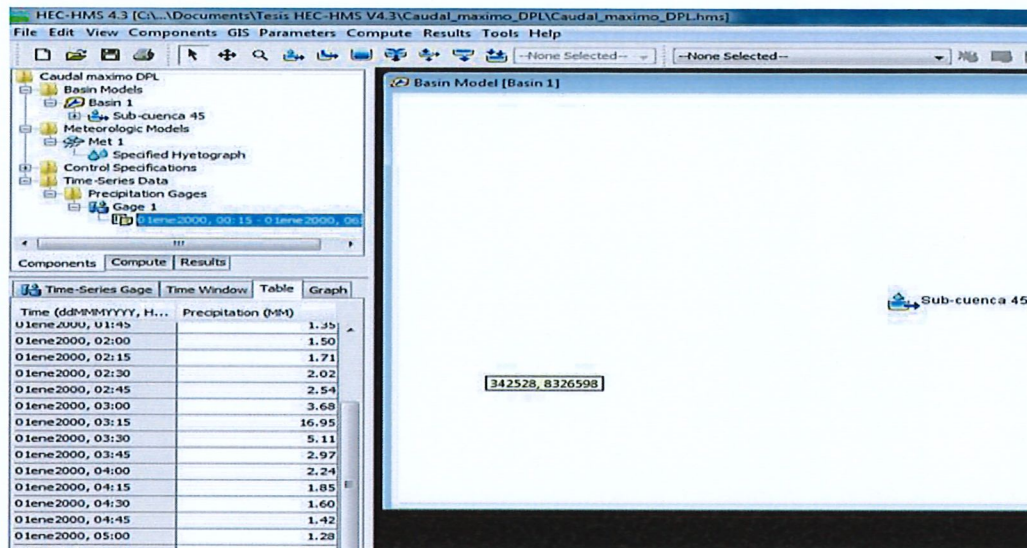 HEC-HMS 4.3 [C:\...\Documents\Tesis HEC-HMS V4.3\Caudal_maximo_DPL\Caudal_maximo_DPL.hms]
File Edit View Components GIS Parameters Compute Results Tools Help
--None Selected-- --None Selected--
Caudal maximo DPL
Basin Models
Basin 1
Sub-cuenca 45
Meteorologic Models
Met 1
Specified Hyetograph
Control Specifications
Time-Series Data
Precipitation Gages
Gage 1
01ene2000, 00:15 - 01ene2000, 06:
Components Compute Results
Time-Series Gage Time Window Table Graph
Time (ddMMMYYYY, H... Precipitation (MM)
01ene2000, 01:45 1.35
01ene2000, 02:00 1.50
01ene2000, 02:15 1.71
01ene2000, 02:30 2.02
01ene2000, 02:45 2.54
01ene2000, 03:00 3.68
01ene2000, 03:15 16.95
01ene2000, 03:30 5.11
01ene2000, 03:45 2.97
01ene2000, 04:00 2.24
01ene2000, 04:15 1.85
01ene2000, 04:30 1.60
01ene2000, 04:45 1.42
01ene2000, 05:00 1.28
Basin Model [Basin 1]
Sub-cuenca 45
342528, 8326598